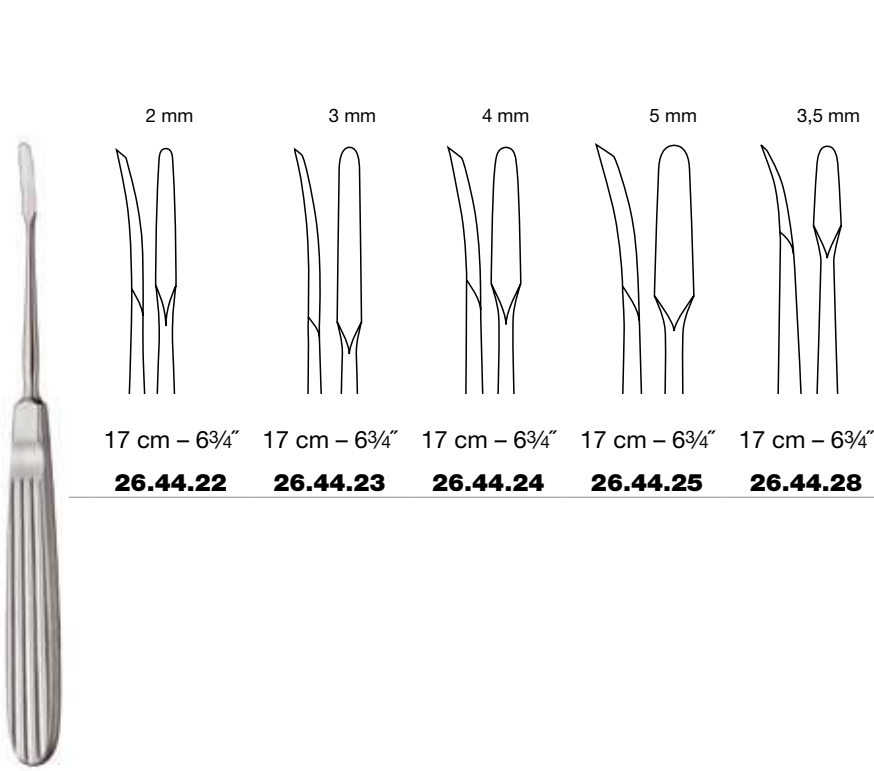 2 mm 3 mm 4 mm 5 mm 3,5 mm
17 cm – 6¾˝ 17 cm – 6¾˝ 17 cm – 6¾˝ 17 cm – 6¾˝ 17 cm – 6¾˝
26.44.22 26.44.23 26.44.24 26.44.25 26.44.28